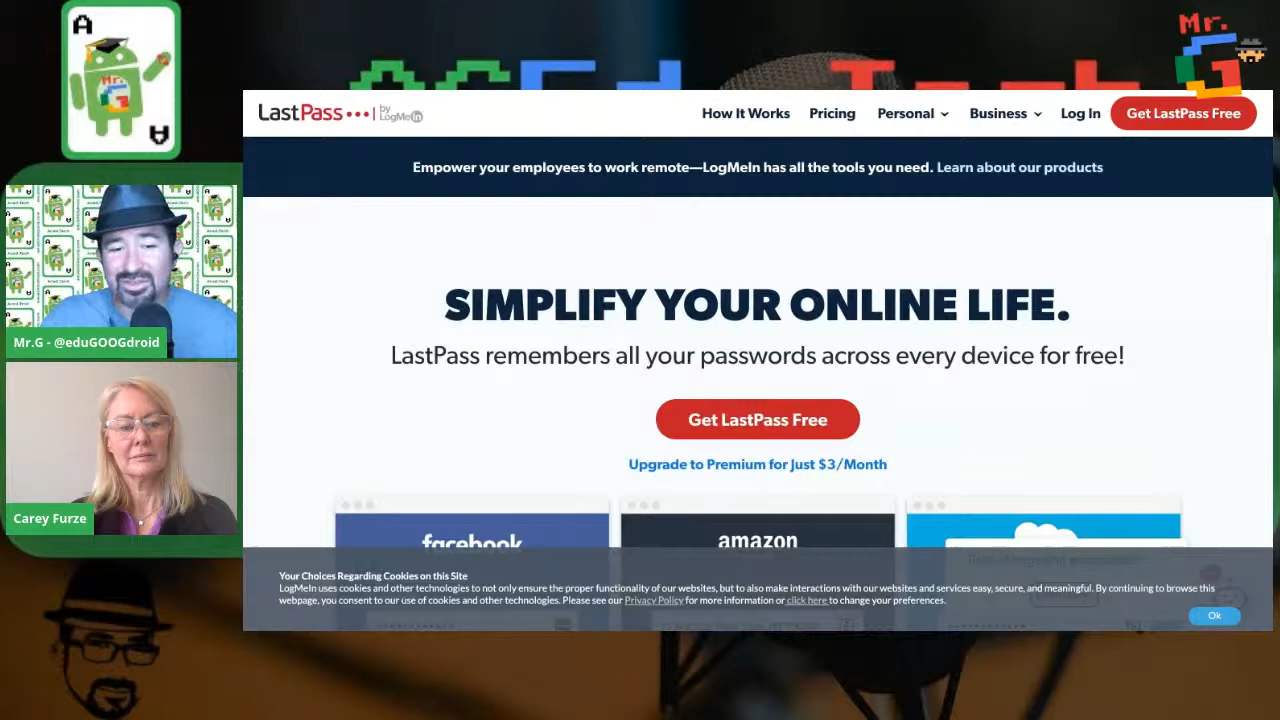 A
Mr.
G
A
ACEd Tech
Mr.
G
LastPass •••| by LogMeIn
How It Works Pricing Personal Business Log In Get LastPass Free
Empower your employees to work remote—LogMeIn has all the tools you need. Learn about our products
SIMPLIFY YOUR ONLINE LIFE.
LastPass remembers all your passwords across every device for free!
Get LastPass Free
Upgrade to Premium for Just $3/Month
facebook
amazon
Mr.G - @eduGOOGdroid
Carey Furze
Your Choices Regarding Cookies on this Site
LogMeIn uses cookies and other technologies to not only ensure the proper functionality of our websites, but to also make interactions with our websites and services easy, secure, and meaningful. By continuing to browse this
webpage, you consent to our use of cookies and other technologies. Please see our Privacy Policy for more information or click here to change your preferences.
Ok